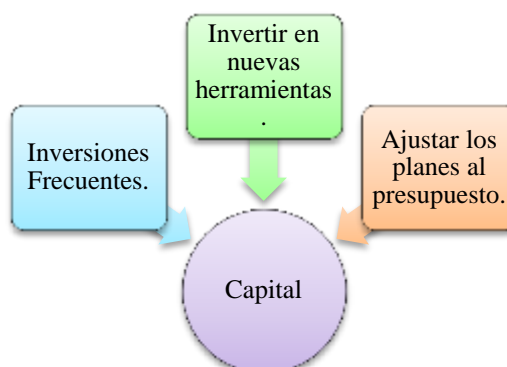 Inversiones
Frecuentes.
Invertir en
nuevas
herramientas
.
Ajustar los
planes al
presupuesto.
Capital